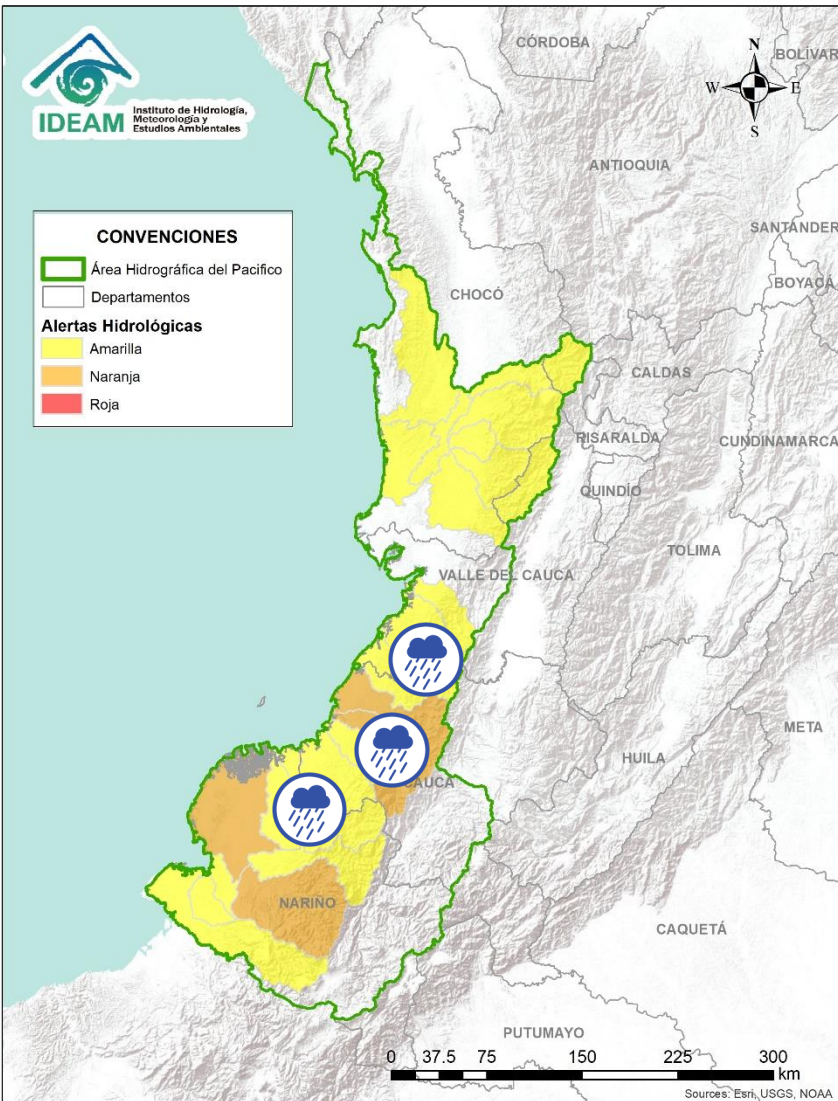 IDEAM
Instituto de Hidrología,
Meteorología y
Estudios Ambientales
CÓRDOBA
BOLÍVAR
N
W
E
S
ANTIOQUIA
SANTANDER
BOYACÁ
CONVENCIONES
Área Hidrográfica del Pacifico
Departamentos
Alertas Hidrológicas
Amarilla
Naranja
Roja
CHOCÓ
CALDAS
RISARALDA
CUNDINAMARCA
QUINDÍO
TOLIMA
VALLE DEL CAUCA
META
HUILA
CAUCA
NARIÑO
CAQUETÁ
PUTUMAYO
0 37.5 75 150 225 300
km
Sources: Esri, USGS, NOAA